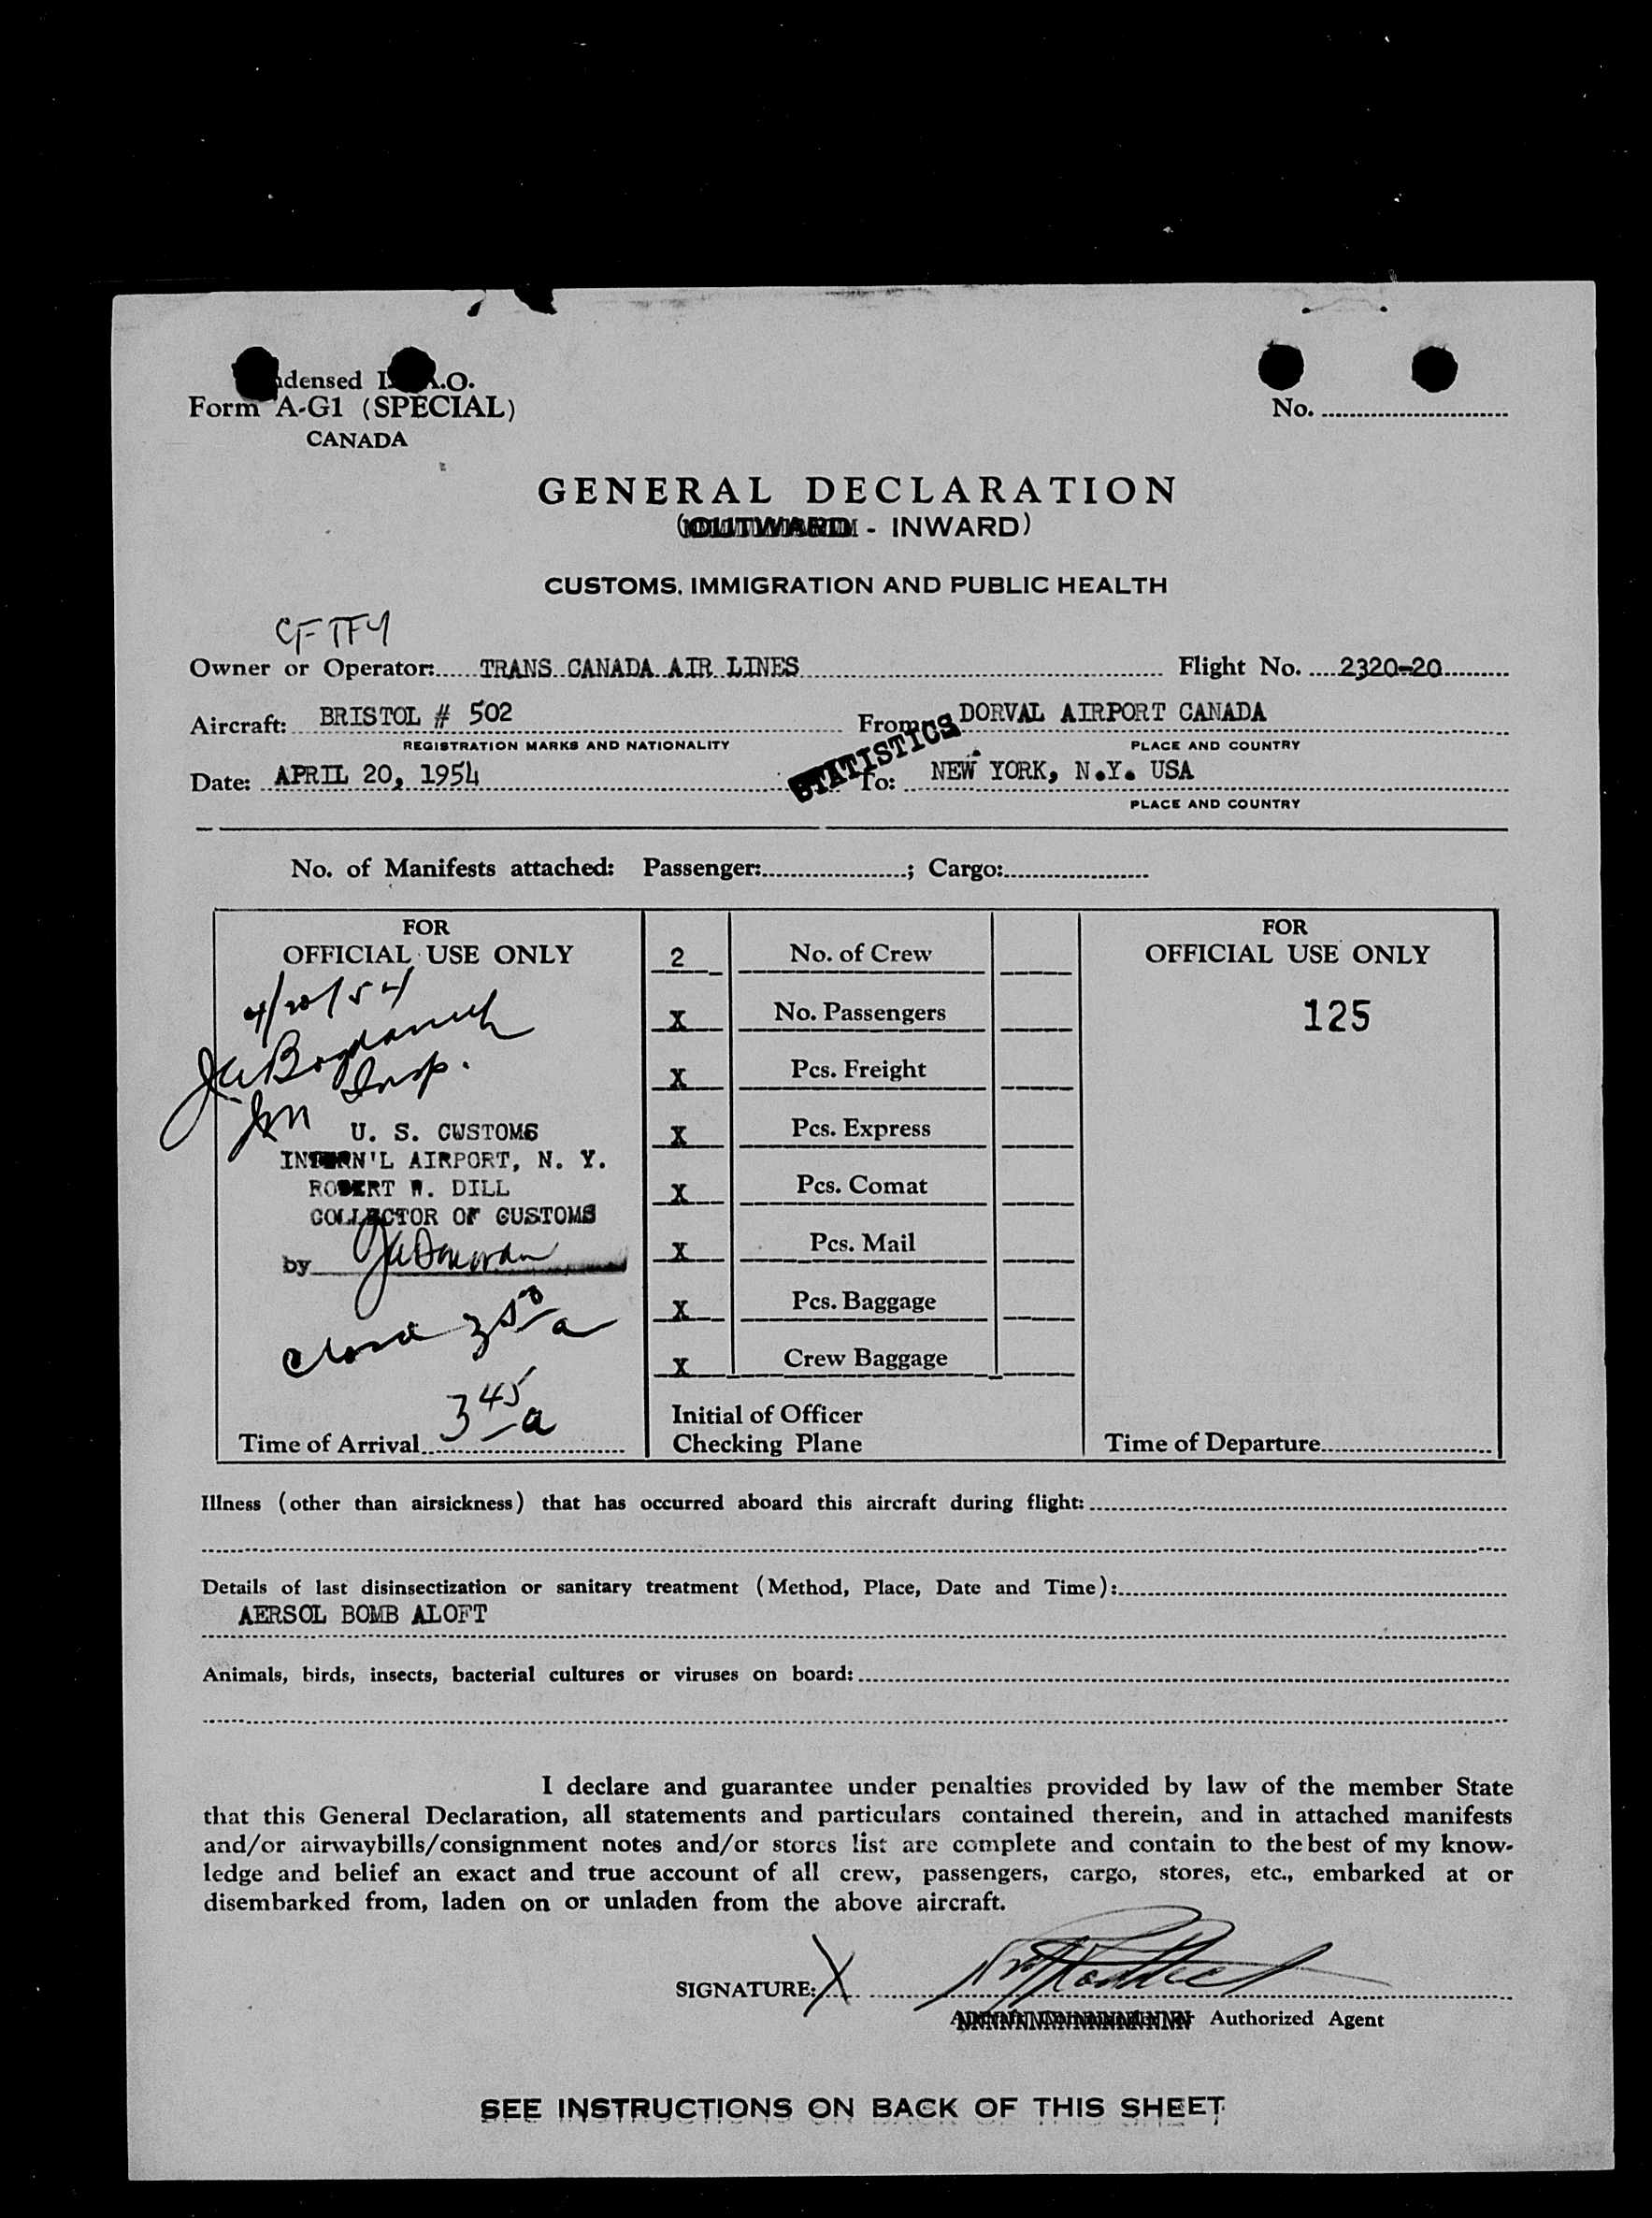 densed I. A.O.
Form A-G1 (SPECIAL)
CANADA
No.
GENERAL DECLARATION
(OUTWARD - INWARD)
CUSTOMS, IMMIGRATION AND PUBLIC HEALTH
CF TFY
Owner or Operator: TRANS CANADA AIR LINES Flight No. 2320-20
Aircraft: BRISTOL # 502 From: DORVAL AIRPORT CANADA
REGISTRATION MARKS AND NATIONALITY PLACE AND COUNTRY
STATISTICS
Date: APRIL 20, 1954 To: NEW YORK, N.Y. USA
PLACE AND COUNTRY
No. of Manifests attached: Passenger: ; Cargo:
FOR
OFFICIAL USE ONLY
4/20/54
Insp.
U. S. CUSTOMS
INTERN'L AIRPORT, N. Y.
ROBERT W. DILL
COLLECTOR OF CUSTOMS
by
3 50 a
3 45 a
Time of Arrival
2 No. of Crew
X No. Passengers
X Pcs. Freight
X Pcs. Express
X Pcs. Comat
X Pcs. Mail
X Pcs. Baggage
X Crew Baggage
Initial of Officer
Checking Plane
FOR
OFFICIAL USE ONLY
125
Time of Departure
Illness (other than airsickness) that has occurred aboard this aircraft during flight:
Details of last disinsectization or sanitary treatment (Method, Place, Date and Time):
AERSOL BOMB ALOFT
Animals, birds, insects, bacterial cultures or viruses on board:
I declare and guarantee under penalties provided by law of the member State
that this General Declaration, all statements and particulars contained therein, and in attached manifests
and/or airwaybills/consignment notes and/or stores list are complete and contain to the best of my know-
ledge and belief an exact and true account of all crew, passengers, cargo, stores, etc., embarked at or
disembarked from, laden on or unladen from the above aircraft.
SIGNATURE: X
Authorized Agent
SEE INSTRUCTIONS ON BACK OF THIS SHEET